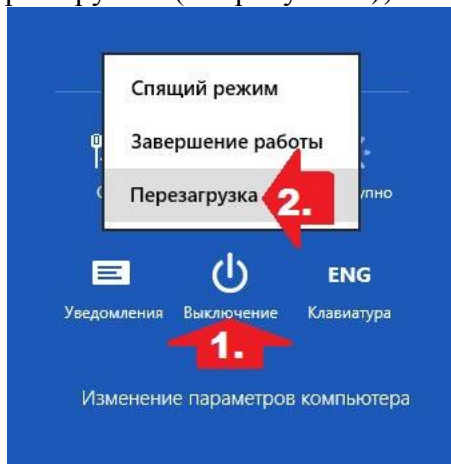 Спящий режим
Завершение работы
Перезагрузка
2.
ENG
Уведомления Выключение Клавиатура
1.
Изменение параметров компьютера